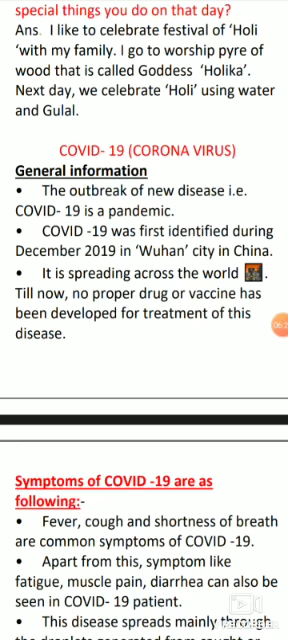 special things you do on that day?
Ans.  I like to celebrate festival of ‘Holi
‘with my family. I go to worship pyre of
wood that is called Goddess  ‘Holika’.
Next day, we celebrate ‘Holi’ using water
and Gulal.
COVID- 19 (CORONA VIRUS)
General information
•    The outbreak of new disease i.e.
COVID- 19 is a pandemic.
•    COVID -19 was first identified during
December 2019 in ‘Wuhan’ city in China.
•    It is spreading across the world .
Till now, no proper drug or vaccine has
been developed for treatment of this
disease.
Symptoms of COVID -19 are as
following:-
•    Fever, cough and shortness of breath
are common symptoms of COVID -19.
•    Apart from this, symptom like
fatigue, muscle pain, diarrhea can also be
seen in COVID- 19 patient.
•    This disease spreads mainly through
the droplets generated from